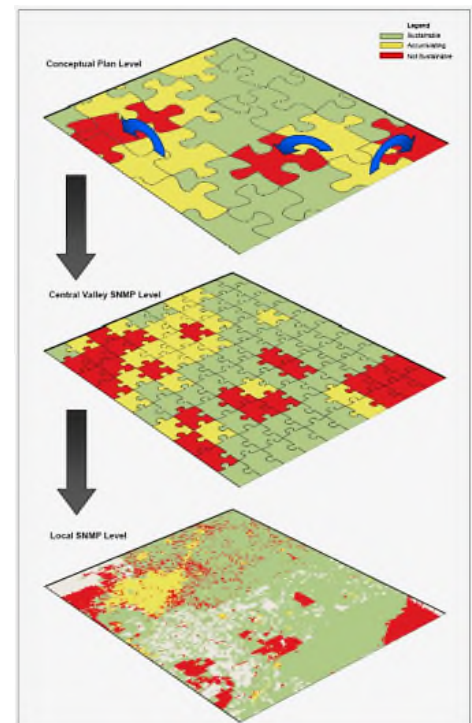 Legend
Sustainable
Accumulating
Not Sustainable
Conceptual Plan Level
Central Valley SNMP Level
Local SNMP Level